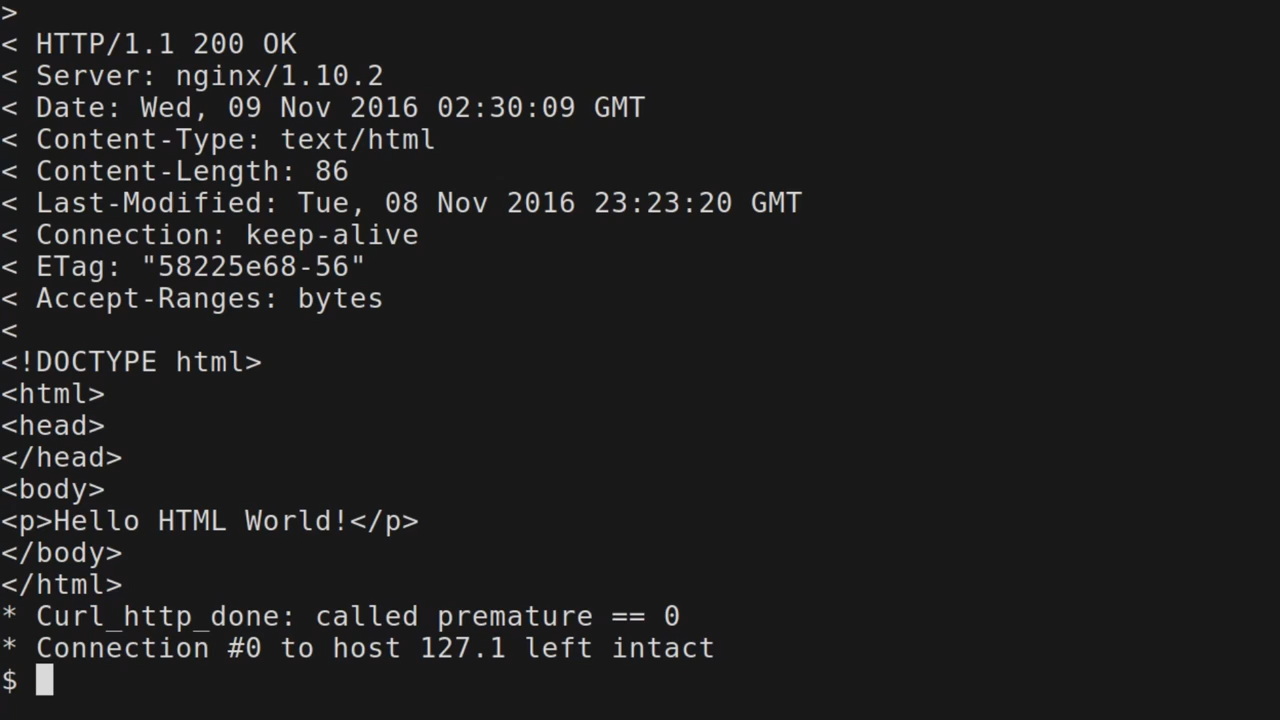 >
< HTTP/1.1 200 OK
< Server: nginx/1.10.2
< Date: Wed, 09 Nov 2016 02:30:09 GMT
< Content-Type: text/html
< Content-Length: 86
< Last-Modified: Tue, 08 Nov 2016 23:23:20 GMT
< Connection: keep-alive
< ETag: "58225e68-56"
< Accept-Ranges: bytes
<
<!DOCTYPE html>
<html>
<head>
</head>
<body>
<p>Hello HTML World!</p>
</body>
</html>
* Curl_http_done: called premature == 0
* Connection #0 to host 127.1 left intact
$